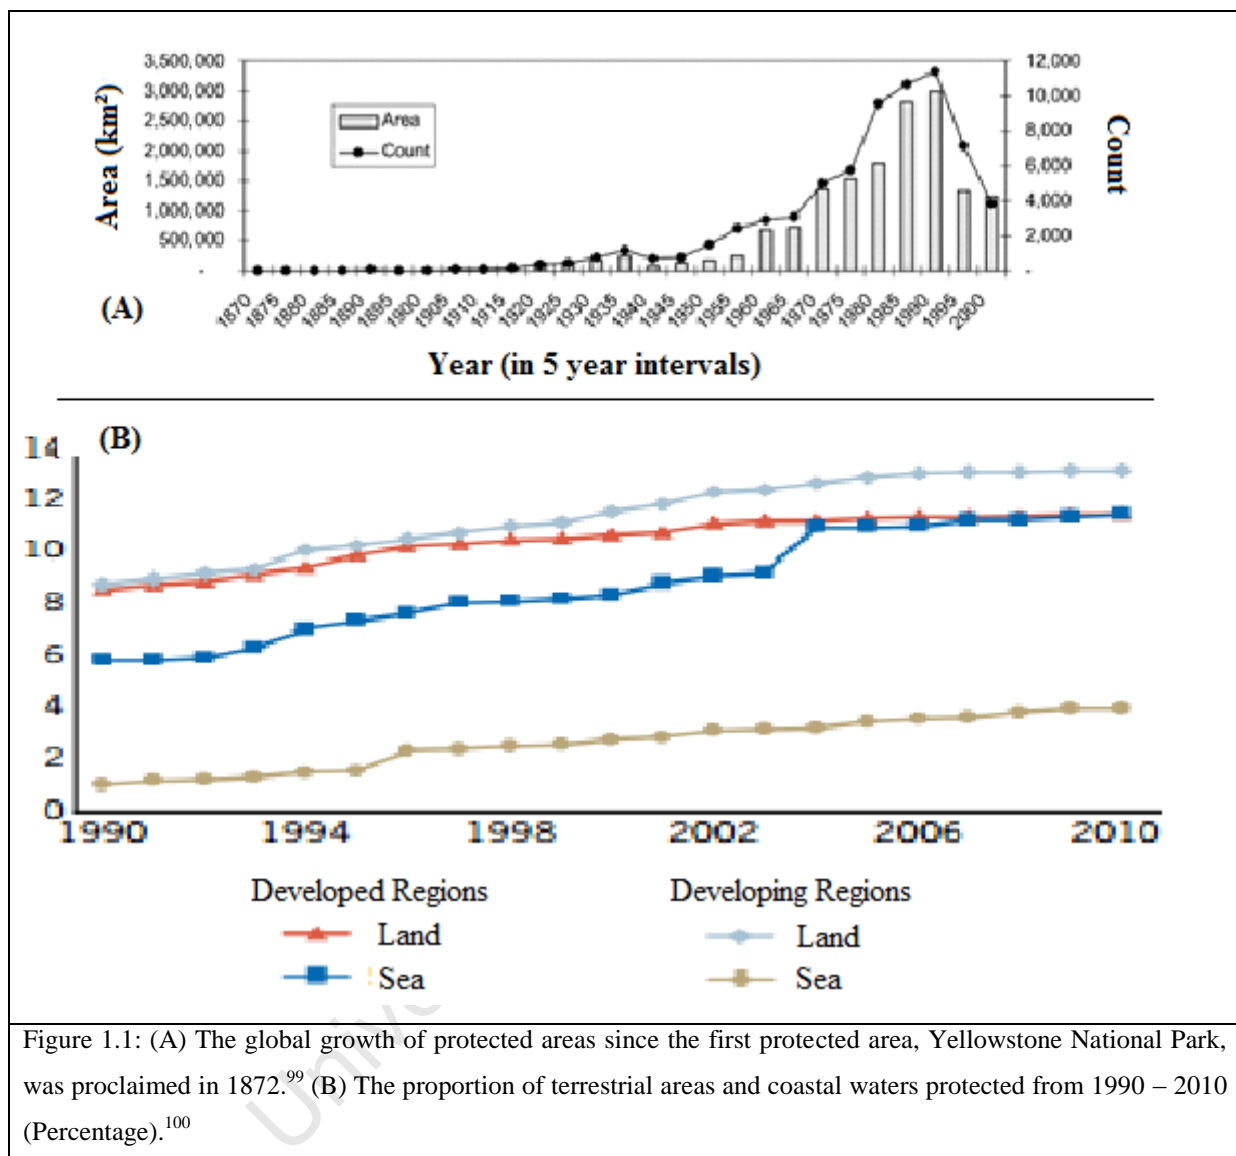 3,500,000
3,000,000
2,500,000
2,000,000
1,500,000
1,000,000
500,000
-
Area (km²)
Area
Count
12,000
10,000
8,000
6,000
4,000
2,000
-
Count
(A)
1870 1875 1880 1885 1890 1895 1900 1905 1910 1915 1920 1925 1930 1935 1940 1945 1950 1955 1960 1965 1970 1975 1980 1985 1990 1995 2000
Year (in 5 year intervals)
(B)
14
12
10
8
6
4
2
0
1990 1994 1998 2002 2006 2010
Developed Regions Developing Regions
Land Land
Sea Sea
Unive
Figure 1.1: (A) The global growth of protected areas since the first protected area, Yellowstone National Park,
was proclaimed in 1872.⁹⁹ (B) The proportion of terrestrial areas and coastal waters protected from 1990 – 2010
(Percentage).¹⁰⁰